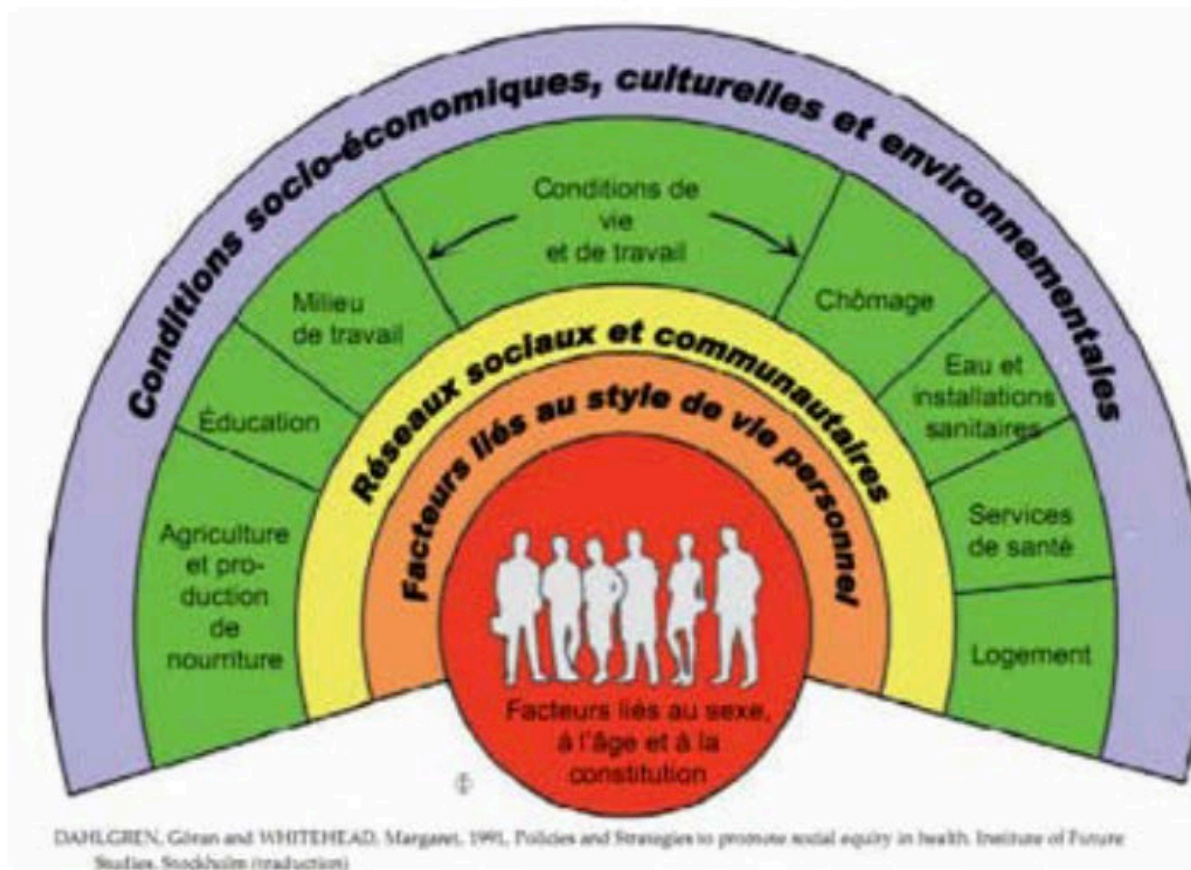 Conditions socio-économiques, culturelles et environnementales
Conditions de
vie
et de travail
Milieu
de travail
Éducation
Agriculture
et pro-
duction
de
nourriture
Chômage
Eau et
installations
sanitaires
Services
de santé
Logement
Réseaux sociaux et communautaires
Facteurs liés au style de vie personnel
Facteurs liés au sexe,
à l'âge et à la
constitution
DAHLGREN, Göran and WHITEHEAD, Margaret, 1991, Policies and Strategies to promote social equity in health. Institute of Future
Studies. Stockholm (traduction)